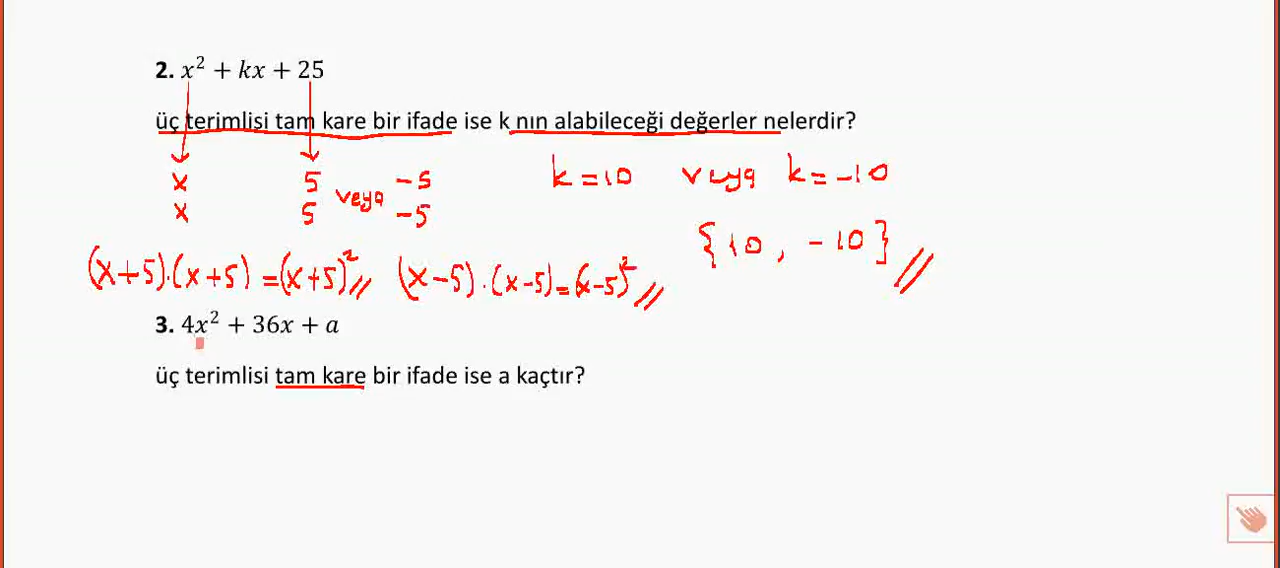 2. x² + kx + 25
üç terimlisi tam kare bir ifade ise k nın alabileceği değerler nelerdir?
x 5 veya -5 k = 10 veya k = -10
x 5 -5
{10, -10} //
(x+5).(x+5) = (x+5)² // (x-5).(x-5) = (x-5)² //
3. 4x² + 36x + a
üç terimlisi tam kare bir ifade ise a kaçtır?